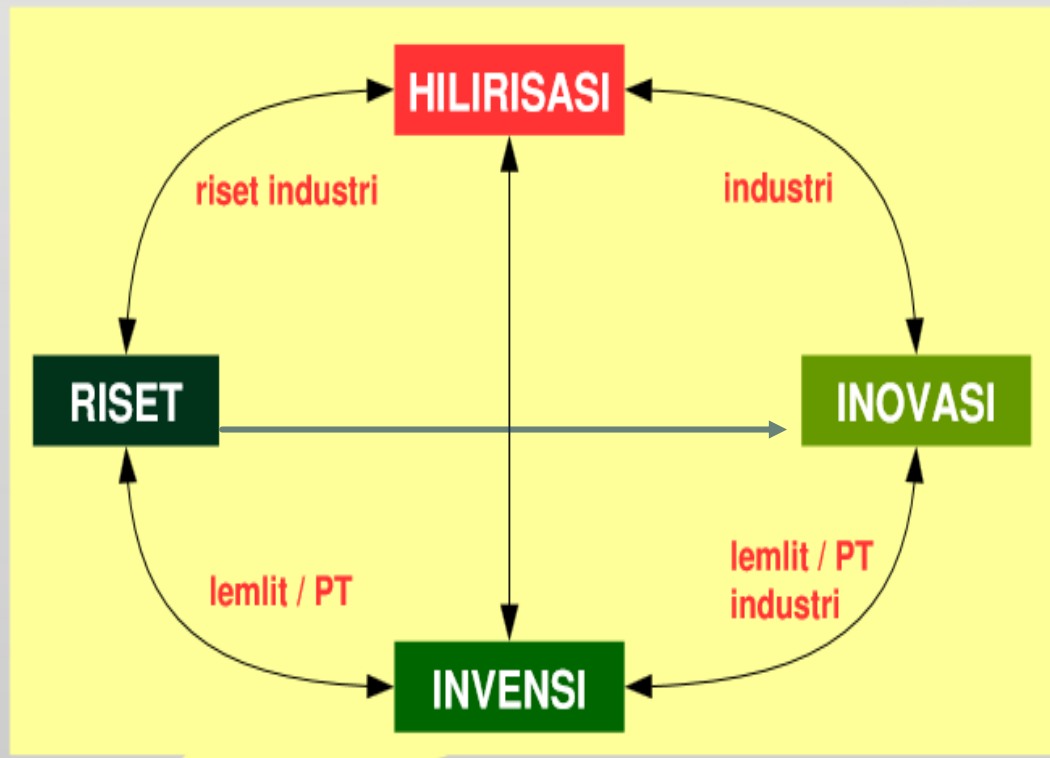 HILIRISASI
riset industri
industri
RISET
INOVASI
lemlit / PT
lemlit / PT
industri
INVENSI